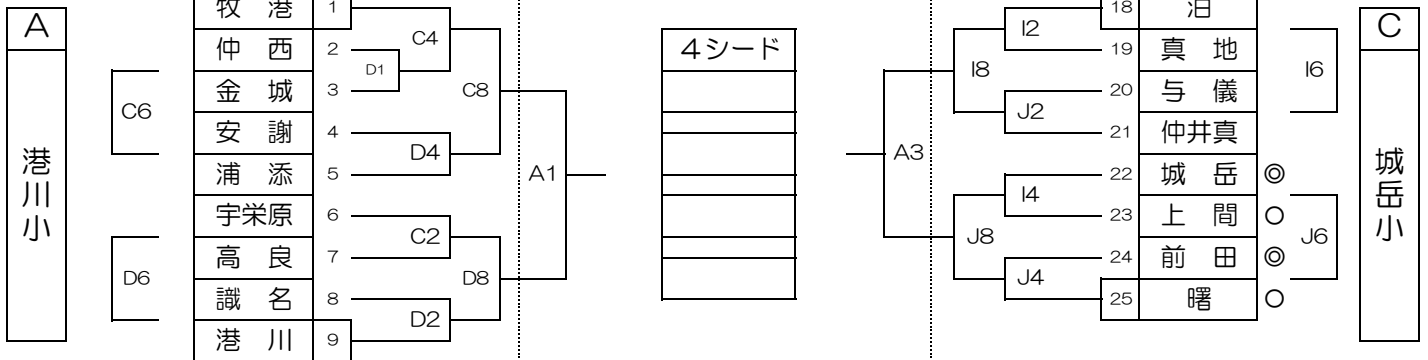 A
港川小
C6
D6
牧 港 1
仲 西 2
金 城 3
安 謝 4
浦 添 5
宇栄原 6
高 良 7
識 名 8
港 川 9
D1
C4
D4
C2
D2
C8
D8
A1
4シード
A3
I8
J8
I2
J2
I4
J4
18 泊
19 真 地
20 与 儀
21 仲井真
22 城 岳 ◎
23 上 間 ○
24 前 田 ◎
25 曙 ○
I6
J6
C
城岳小